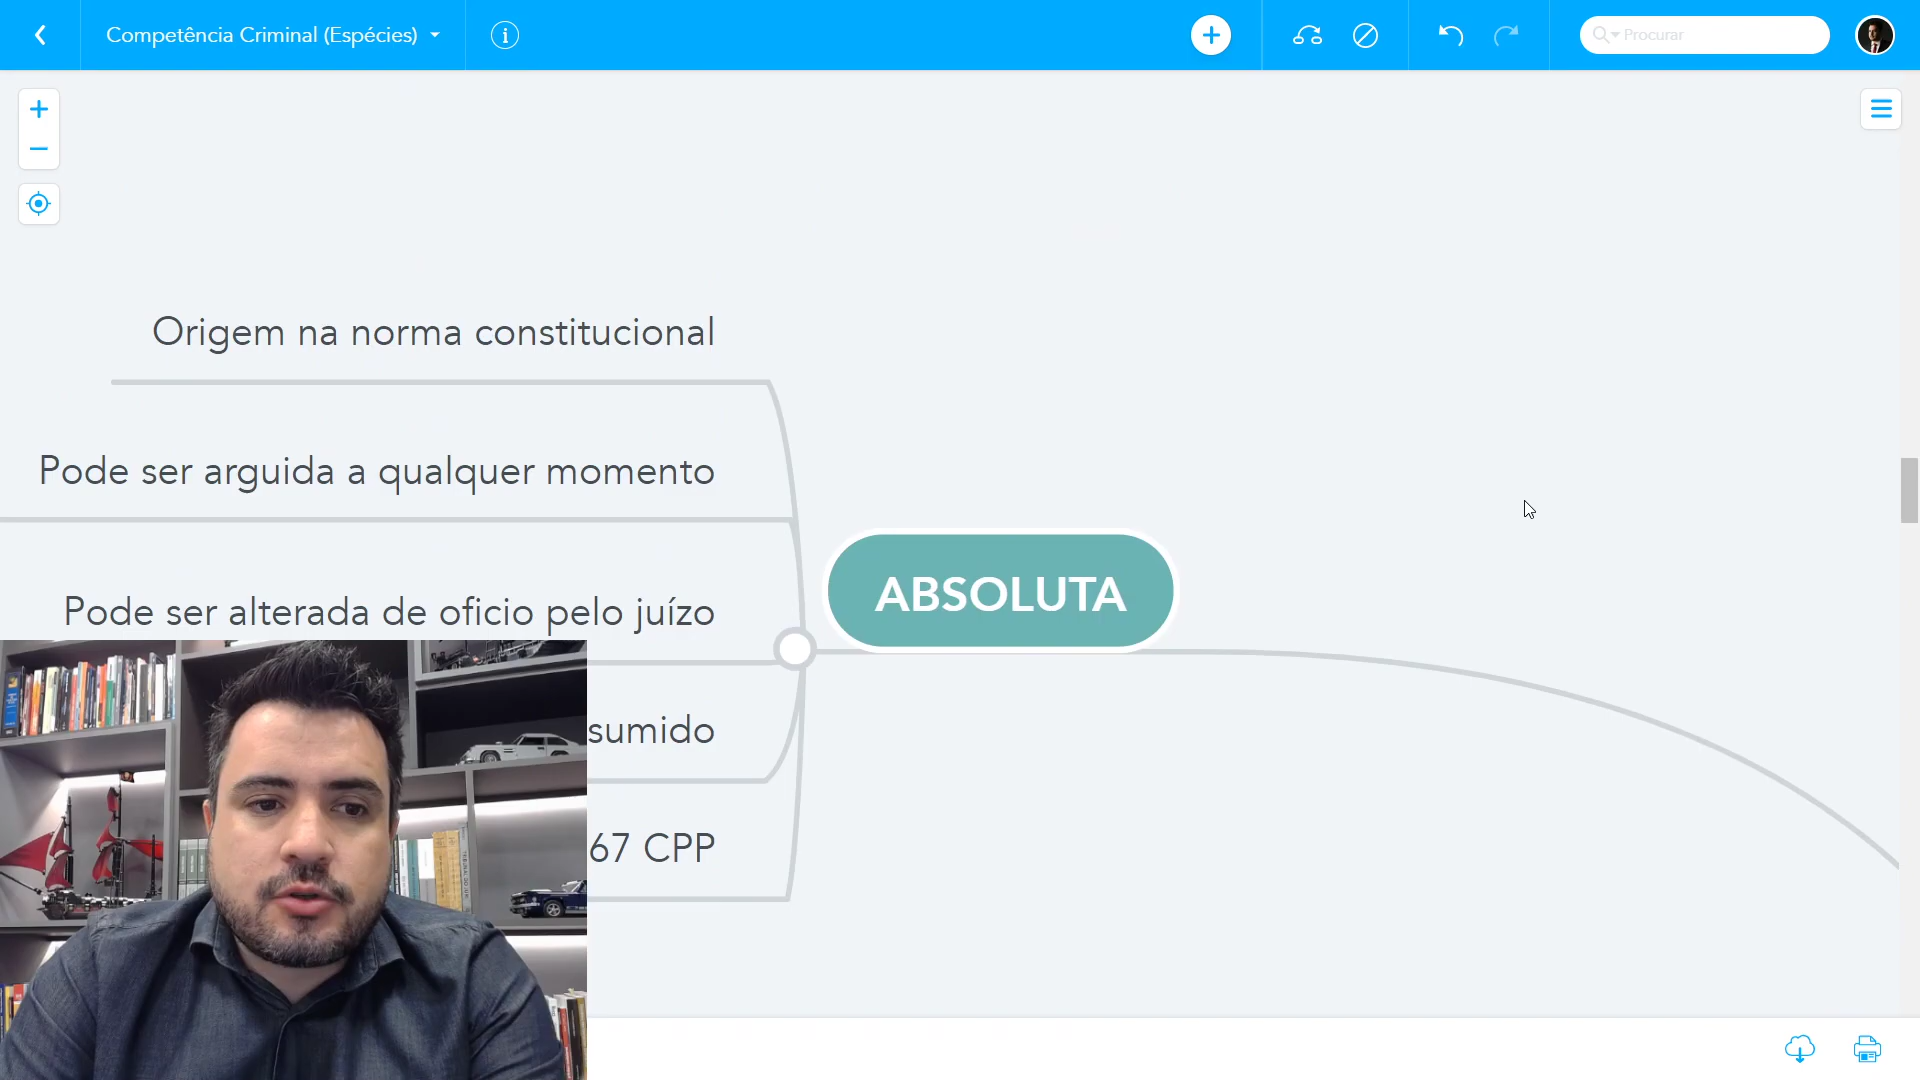 Competência Criminal (Espécies)
Procurar
Origem na norma constitucional
Pode ser arguida a qualquer momento
Pode ser alterada de oficio pelo juízo
sumido
67 CPP
ABSOLUTA